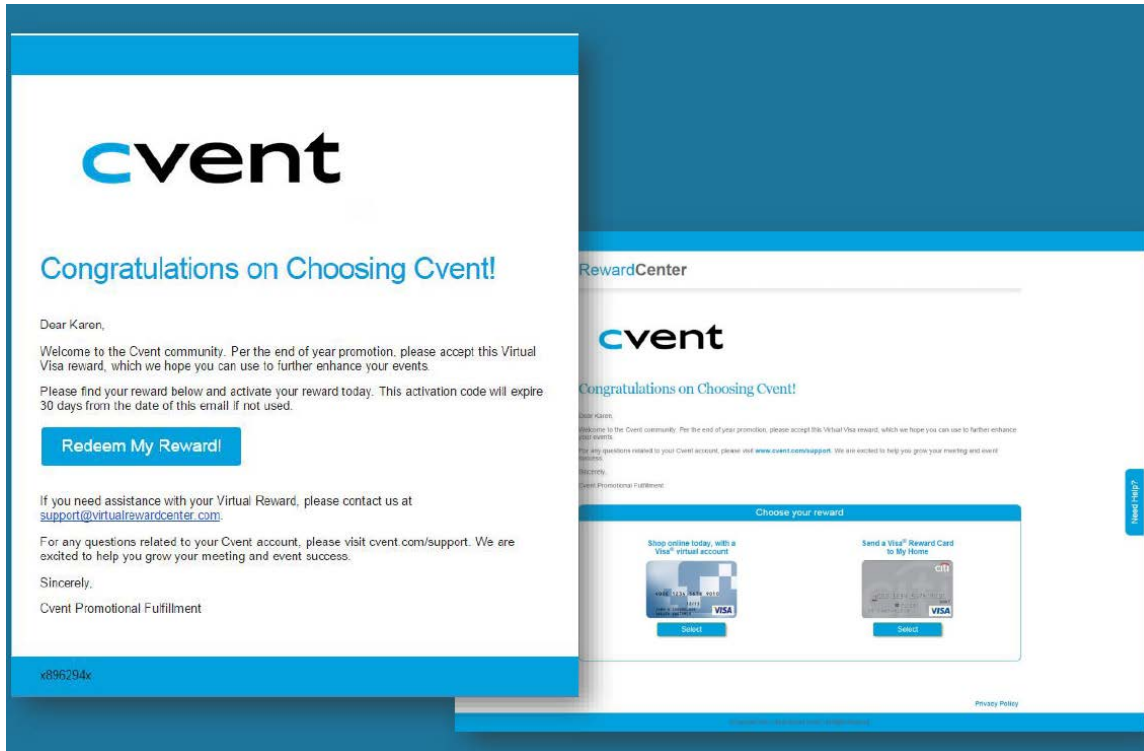 cvent
Congratulations on Choosing Cvent!
Dear Karen,
Welcome to the Cvent community. Per the end of year promotion, please accept this Virtual
Visa reward, which we hope you can use to further enhance your events.
Please find your reward below and activate your reward today. This activation code will expire
30 days from the date of this email if not used.
Redeem My Reward!
If you need assistance with your Virtual Reward, please contact us at
support@virtualrewardcenter.com.
For any questions related to your Cvent account, please visit cvent.com/support. We are
excited to help you grow your meeting and event success.
Sincerely,
Cvent Promotional Fulfillment
x896294x
RewardCenter
cvent
Congratulations on Choosing Cvent!
Dear Karen,
Welcome to the Cvent community. Per the end of year promotion, please accept this Virtual Visa reward, which we hope you can use to further enhance
your events.
For any questions related to your Cvent account, please visit www.cvent.com/support. We are excited to help you grow your meeting and event
success.
Sincerely,
Cvent Promotional Fulfillment
Need Help?
Choose your reward
Shop online today, with a
Visa® virtual account
VISA
Select
Send a Visa® Reward Card
to My Home
citi
VISA
Select
Privacy Policy